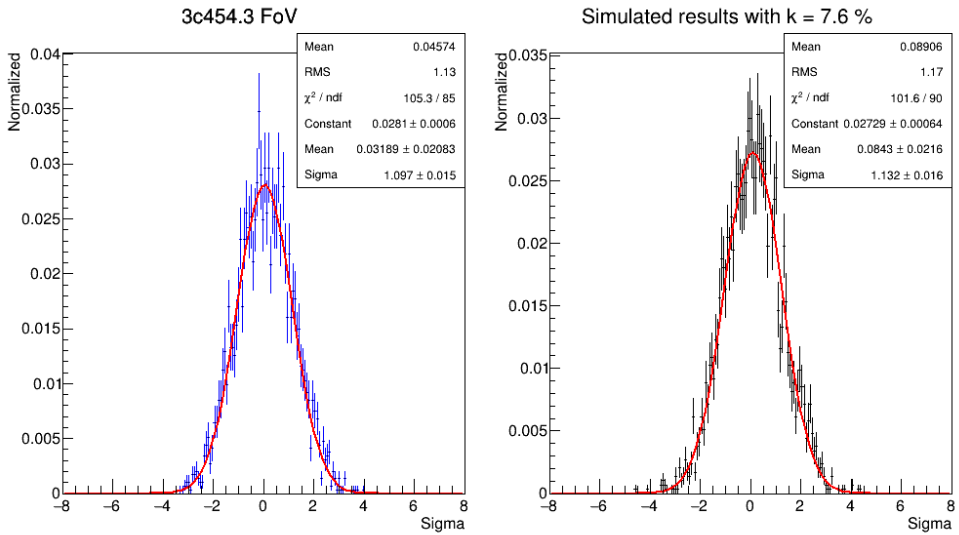 3c454.3 FoV
Normalized
0.04
0.035
0.03
0.025
0.02
0.015
0.01
0.005
0
−8 −6 −4 −2 0 2 4 6 8
Sigma
Mean 0.04574
RMS 1.13
χ² / ndf 105.3 / 85
Constant 0.0281 ± 0.0006
Mean 0.03189 ± 0.02083
Sigma 1.097 ± 0.015
Simulated results with k = 7.6 %
Normalized
0.035
0.03
0.025
0.02
0.015
0.01
0.005
0
−8 −6 −4 −2 0 2 4 6 8
Sigma
Mean 0.08906
RMS 1.17
χ² / ndf 101.6 / 90
Constant 0.02729 ± 0.00064
Mean 0.0843 ± 0.0216
Sigma 1.132 ± 0.016